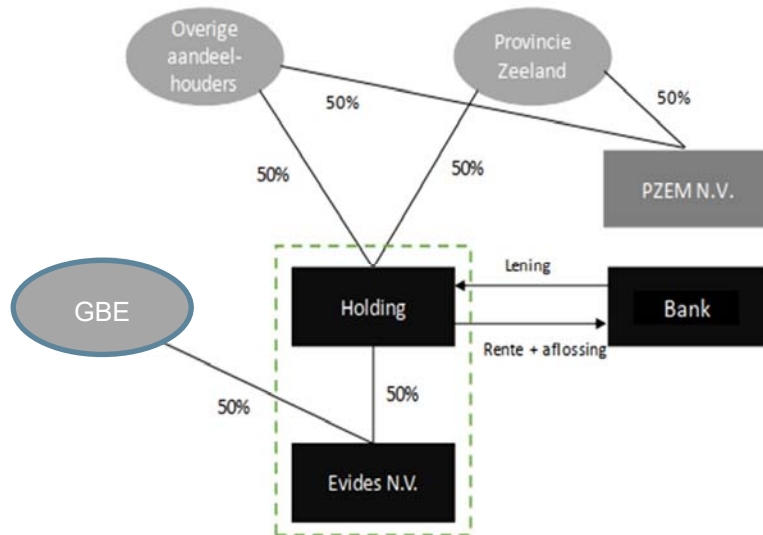 Overige
aandeel-
houders
Provincie
Zeeland
50%
50%
50%
50%
PZEM N.V.
GBE
Holding
Lening
Bank
Rente + aflossing
50%
50%
Evides N.V.